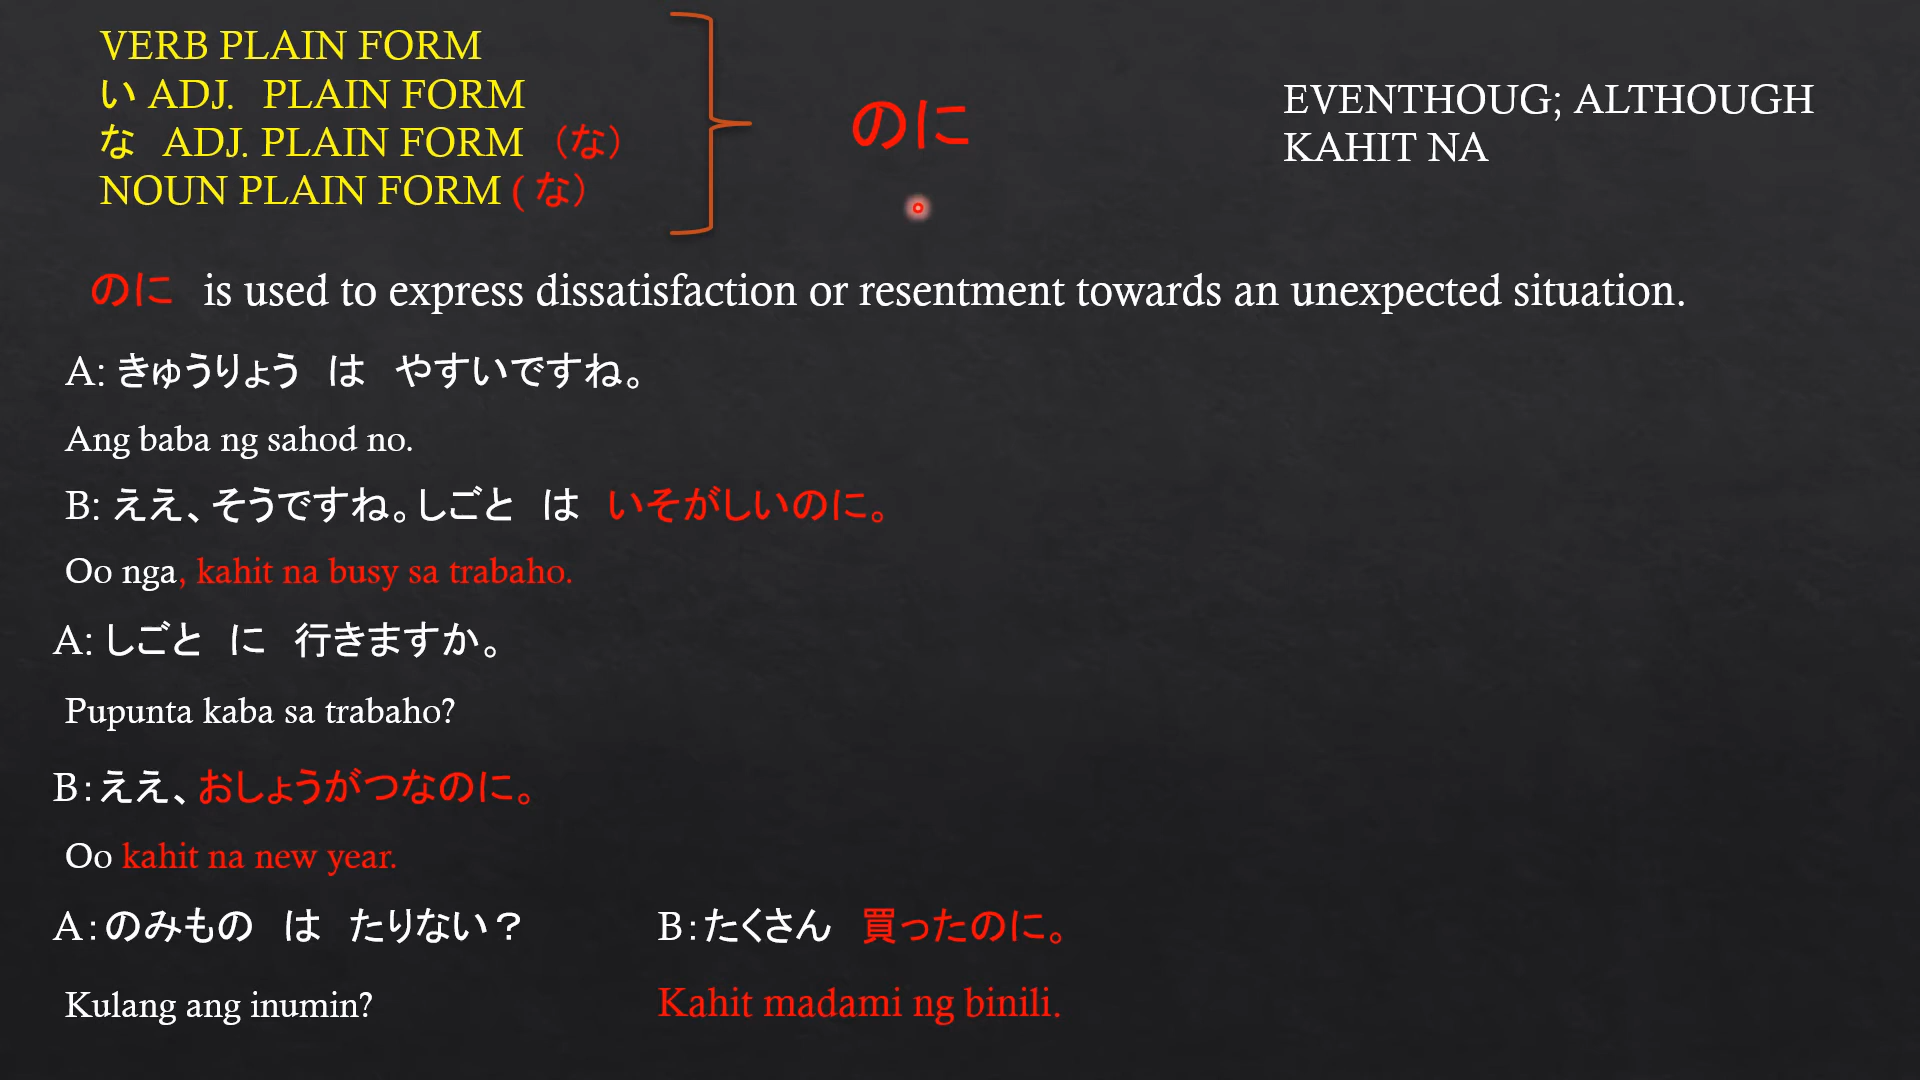 VERB PLAIN FORM
い ADJ. PLAIN FORM
な ADJ. PLAIN FORM （な）
NOUN PLAIN FORM ( な）
のに
EVENTHOUG; ALTHOUGH
KAHIT NA
のに is used to express dissatisfaction or resentment towards an unexpected situation.
A: きゅうりょう は やすいですね。
Ang baba ng sahod no.
B: ええ、そうですね。しごと は いそがしいのに。
Oo nga, kahit na busy sa trabaho.
A: しごと に 行きますか。
Pupunta kaba sa trabaho?
B：ええ、おしょうがつなのに。
Oo kahit na new year.
A：のみもの は たりない？
B：たくさん 買ったのに。
Kulang ang inumin?
Kahit madami ng binili.